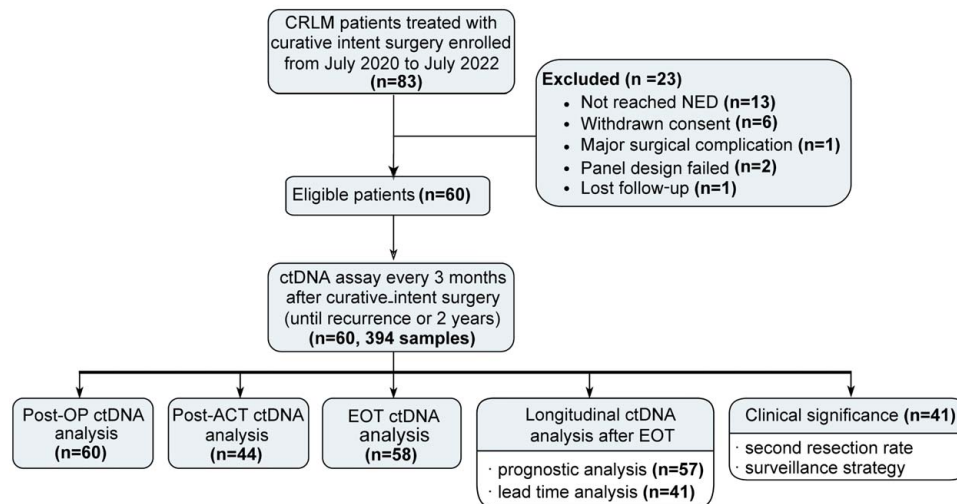 CRLM patients treated with
curative intent surgery enrolled
from July 2020 to July 2022
(n=83)
Excluded (n =23)
• Not reached NED (n=13)
• Withdrawn consent (n=6)
• Major surgical complication (n=1)
• Panel design failed (n=2)
• Lost follow-up (n=1)
Eligible patients (n=60)
ctDNA assay every 3 months
after curative-intent surgery
(until recurrence or 2 years)
(n=60, 394 samples)
Post-OP ctDNA
analysis
(n=60)
Post-ACT ctDNA
analysis
(n=44)
EOT ctDNA
analysis
(n=58)
Longitudinal ctDNA
analysis after EOT
· prognostic analysis (n=57)
· lead time analysis (n=41)
Clinical significance (n=41)
· second resection rate
· surveillance strategy